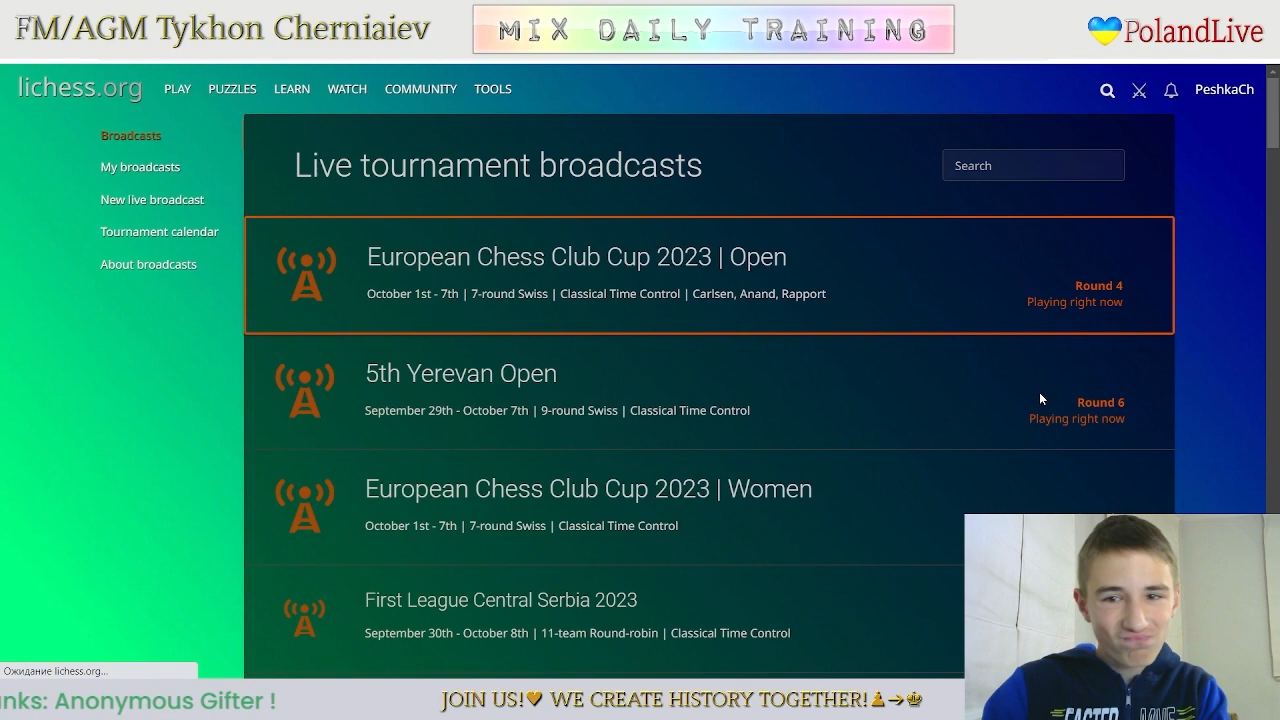 FM/AGM Tykhon Cherniaiev
MIX DAILY TRAINING
PolandLive
lichess.org PLAY PUZZLES LEARN WATCH COMMUNITY TOOLS PeshkaCh
Broadcasts
My broadcasts
New live broadcast
Tournament calendar
About broadcasts
Live tournament broadcasts
Search
European Chess Club Cup 2023 | Open
October 1st - 7th | 7-round Swiss | Classical Time Control | Carlsen, Anand, Rapport
Round 4
Playing right now
5th Yerevan Open
September 29th - October 7th | 9-round Swiss | Classical Time Control
Round 6
Playing right now
European Chess Club Cup 2023 | Women
October 1st - 7th | 7-round Swiss | Classical Time Control
First League Central Serbia 2023
September 30th - October 8th | 11-team Round-robin | Classical Time Control
Ожидание lichess.org...
nks: Anonymous Gifter !
JOIN US!♥ WE CREATE HISTORY TOGETHER!♟→♚